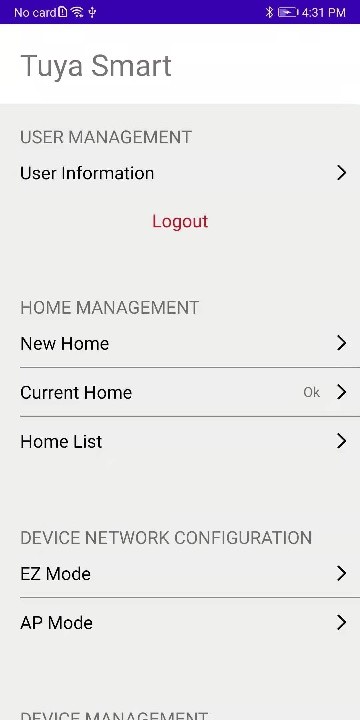 No card 4:31 PM
Tuya Smart
USER MANAGEMENT
User Information
Logout
HOME MANAGEMENT
New Home
Current Home Ok
Home List
DEVICE NETWORK CONFIGURATION
EZ Mode
AP Mode
DEVICE MANAGEMENT